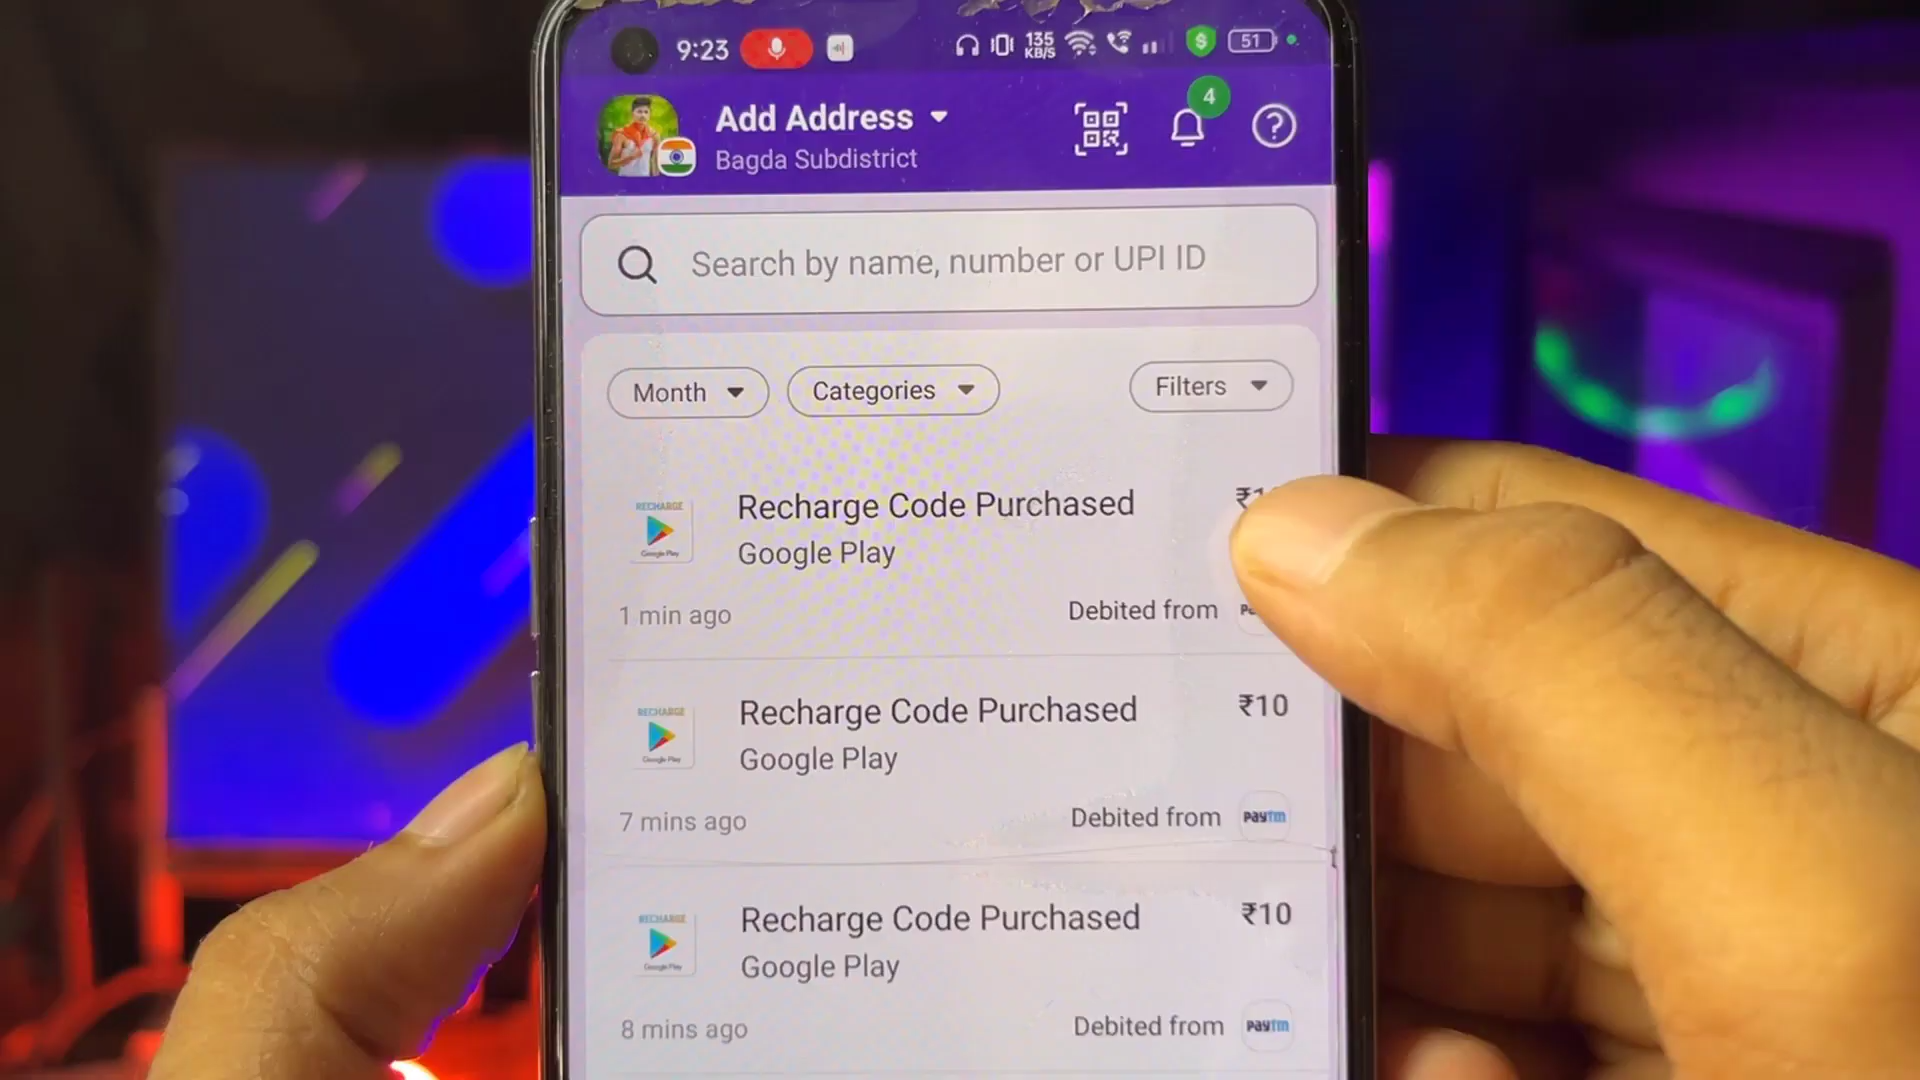 9:23
135
KB/S
51
Add Address
4
Bagda Subdistrict
Search by name, number or UPI ID
Month
Categories
Filters
RECHARGE
Google Play
Recharge Code Purchased
Google Play
1 min ago
Debited from
RECHARGE
Google Play
Recharge Code Purchased
₹10
Google Play
7 mins ago
Debited from
paytm
RECHARGE
Google Play
Recharge Code Purchased
₹10
Google Play
8 mins ago
Debited from
paytm